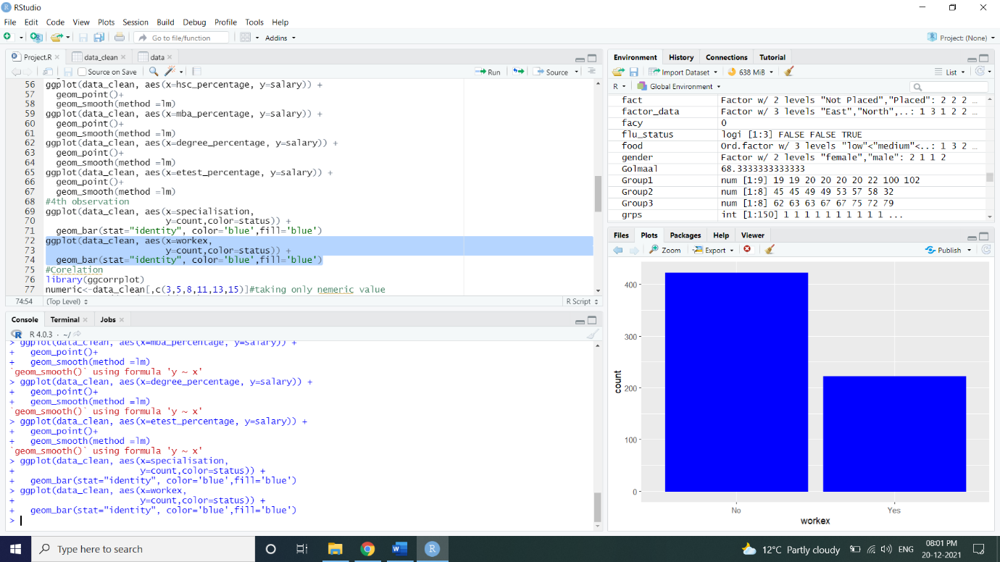 RStudio
File Edit Code View Plots Session Build Debug Profile Tools Help
Go to file/function Addins Project: (None)
Project.R data_clean data
Source on Save Run Source
56 ggplot(data_clean, aes(x=hsc_percentage, y=salary)) +
57 geom_point()+
58 geom_smooth(method =lm)
59 ggplot(data_clean, aes(x=mba_percentage, y=salary)) +
60 geom_point()+
61 geom_smooth(method =lm)
62 ggplot(data_clean, aes(x=degree_percentage, y=salary)) +
63 geom_point()+
64 geom_smooth(method =lm)
65 ggplot(data_clean, aes(x=etest_percentage, y=salary)) +
66 geom_point()+
67 geom_smooth(method =lm)
68 #4th observation
69 ggplot(data_clean, aes(x=specialisation,
70 y=count,color=status)) +
71 geom_bar(stat="identity", color='blue',fill='blue')
72 ggplot(data_clean, aes(x=workex,
73 y=count,color=status)) +
74 geom_bar(stat="identity", color='blue',fill='blue')
75 #Corelation
76 library(ggcorrplot)
77 numeric<-data_clean[,c(3,5,8,11,13,15)]#taking only nemeric value
74:54 (Top Level) R Script
Console Terminal Jobs
R 4.0.3 · ~/
> ggplot(data_clean, aes(x=mba_percentage, y=salary)) +
+ geom_point()+
+ geom_smooth(method =lm)
`geom_smooth()` using formula 'y ~ x'
> ggplot(data_clean, aes(x=degree_percentage, y=salary)) +
+ geom_point()+
+ geom_smooth(method =lm)
`geom_smooth()` using formula 'y ~ x'
> ggplot(data_clean, aes(x=etest_percentage, y=salary)) +
+ geom_point()+
+ geom_smooth(method =lm)
`geom_smooth()` using formula 'y ~ x'
> ggplot(data_clean, aes(x=specialisation,
+ y=count,color=status)) +
+ geom_bar(stat="identity", color='blue',fill='blue')
> ggplot(data_clean, aes(x=workex,
+ y=count,color=status)) +
+ geom_bar(stat="identity", color='blue',fill='blue')
>
Environment History Connections Tutorial
Import Dataset 638 MiB List
R Global Environment
fact Factor w/ 2 levels "Not Placed","Placed": 2 2 2 …
factor_data Factor w/ 3 levels "East","North",..: 1 3 1 2 2 …
facy 0
flu_status logi [1:3] FALSE FALSE TRUE
food Ord.factor w/ 3 levels "low"<"medium"<..: 1 3 2 …
gender Factor w/ 2 levels "female","male": 2 1 1 2
Golmaal 68.3333333333333
Group1 num [1:9] 19 19 20 20 20 20 22 100 102
Group2 num [1:8] 45 45 49 49 53 57 58 32
Group3 num [1:8] 62 63 63 67 67 75 72 79
grps int [1:150] 1 1 1 1 1 1 1 1 1 1 ...
Files Plots Packages Help Viewer
Zoom Export Publish
400
300
200
100
0
count
No Yes
workex
Type here to search
12°C Partly cloudy ENG
08:01 PM
20-12-2021